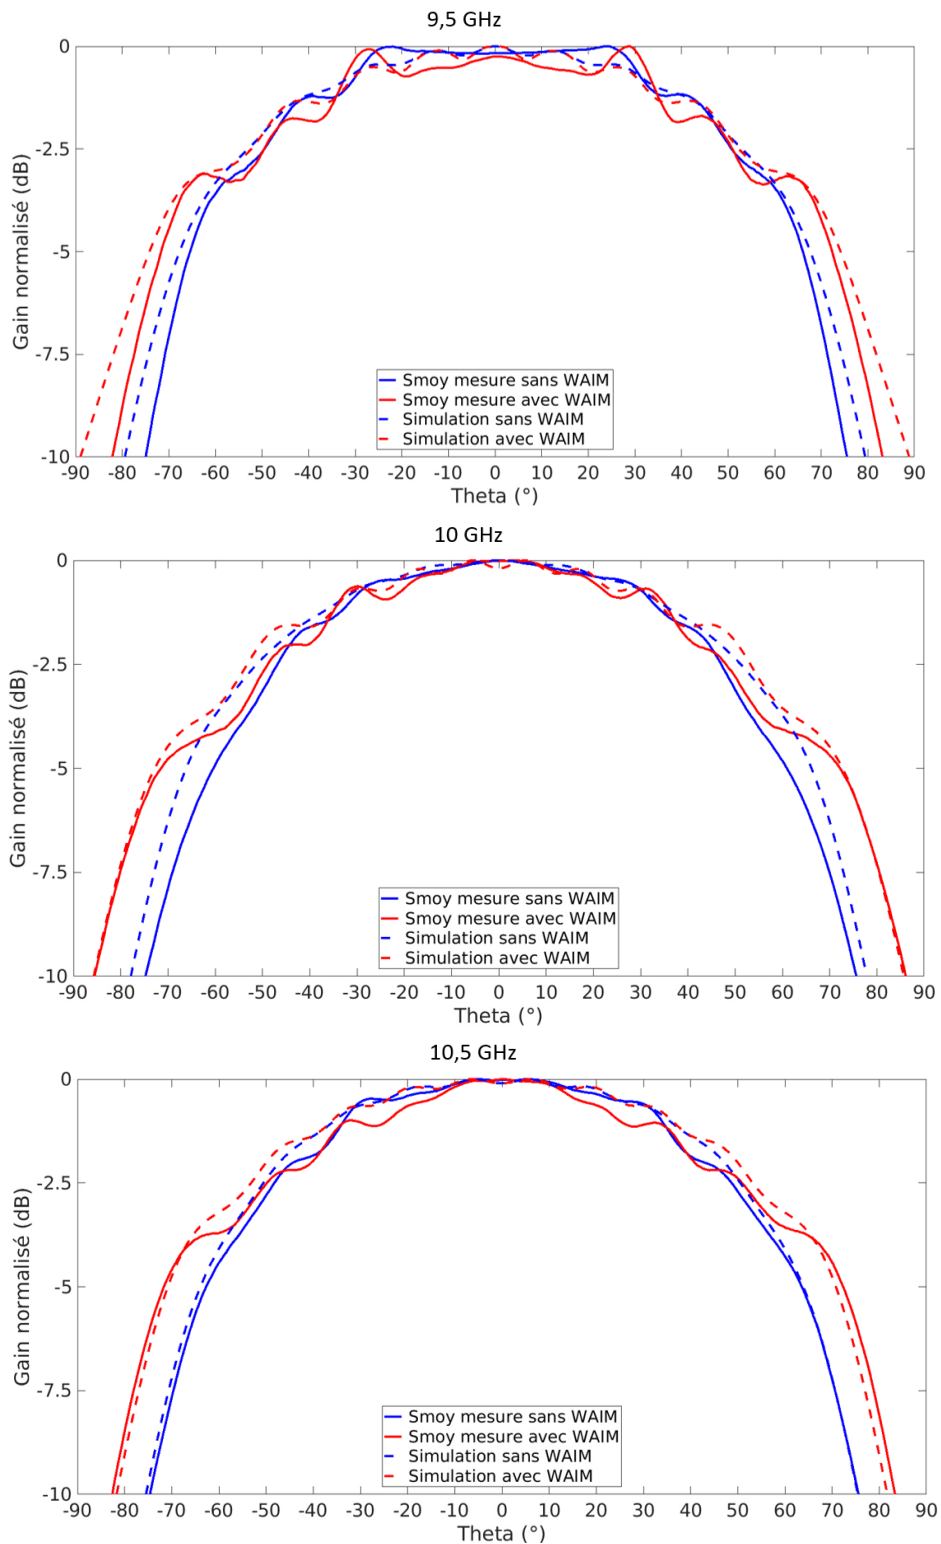 9,5 GHz
0
-2.5
-5
-7.5
-10
Gain normalisé (dB)
Smoy mesure sans WAIM
Smoy mesure avec WAIM
Simulation sans WAIM
Simulation avec WAIM
-90 -80 -70 -60 -50 -40 -30 -20 -10 0 10 20 30 40 50 60 70 80 90
Theta (°)
10 GHz
0
-2.5
-5
-7.5
-10
Gain normalisé (dB)
Smoy mesure sans WAIM
Smoy mesure avec WAIM
Simulation sans WAIM
Simulation avec WAIM
-90 -80 -70 -60 -50 -40 -30 -20 -10 0 10 20 30 40 50 60 70 80 90
Theta (°)
10,5 GHz
0
-2.5
-5
-7.5
-10
Gain normalisé (dB)
Smoy mesure sans WAIM
Smoy mesure avec WAIM
Simulation sans WAIM
Simulation avec WAIM
-90 -80 -70 -60 -50 -40 -30 -20 -10 0 10 20 30 40 50 60 70 80 90
Theta (°)